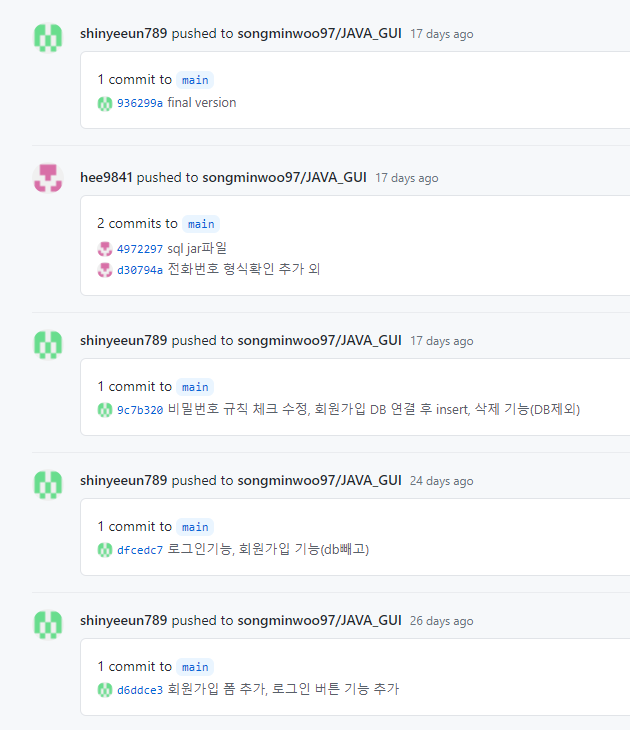 shinyeeun789 pushed to songminwoo97/JAVA_GUI 17 days ago
1 commit to main
936299a final version
hee9841 pushed to songminwoo97/JAVA_GUI 17 days ago
2 commits to main
4972297 sql jar파일
d30794a 전화번호 형식확인 추가 외
shinyeeun789 pushed to songminwoo97/JAVA_GUI 17 days ago
1 commit to main
9c7b320 비밀번호 규칙 체크 수정, 회원가입 DB 연결 후 insert, 삭제 기능(DB제외)
shinyeeun789 pushed to songminwoo97/JAVA_GUI 24 days ago
1 commit to main
dfcedc7 로그인기능, 회원가입 기능(db빼고)
shinyeeun789 pushed to songminwoo97/JAVA_GUI 26 days ago
1 commit to main
d6ddce3 회원가입 폼 추가, 로그인 버튼 기능 추가